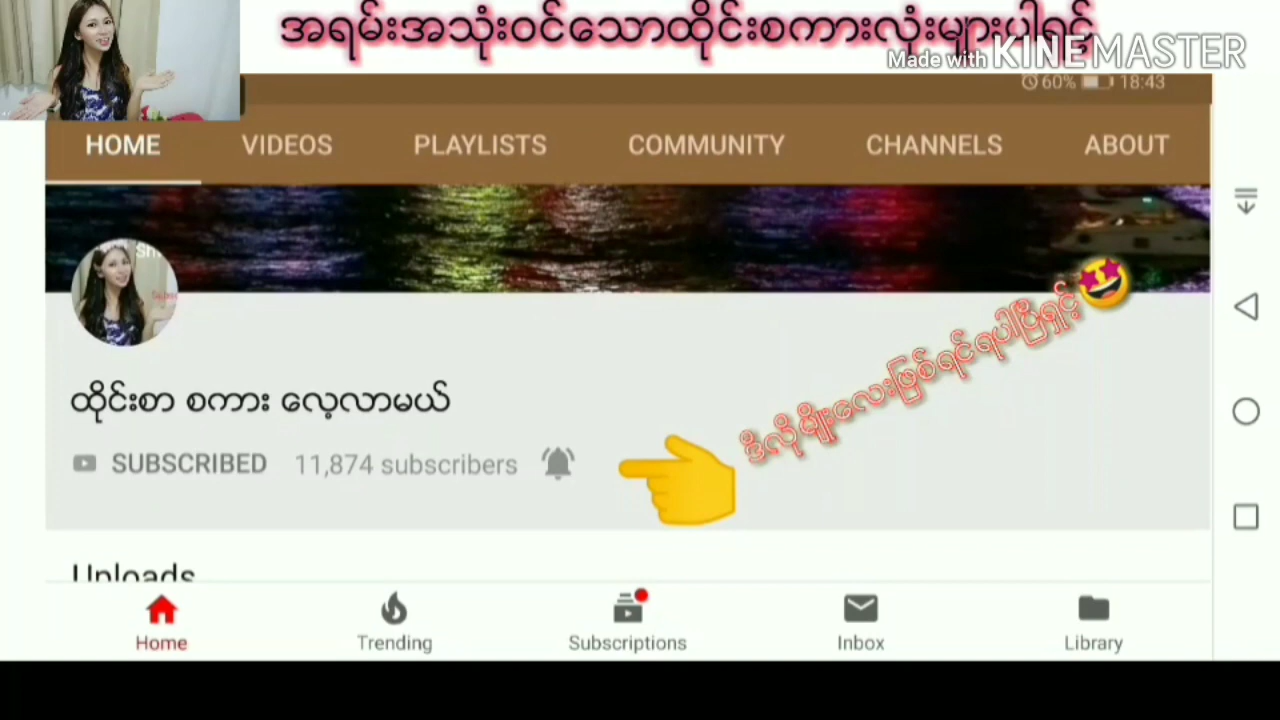 အရမ်းအသုံးဝင်သောထိုင်းစကားလုံးများပါရှင့်
Made with KINEMASTER
60% 18:43
HOME VIDEOS PLAYLISTS COMMUNITY CHANNELS ABOUT
ဒီလိုမျိုးလေးဖြစ်ရင်ရပါပြီရှင့်
ထိုင်းစာ စကား လေ့လာမယ်
SUBSCRIBED 11,874 subscribers
Uploads
Home Trending Subscriptions Inbox Library